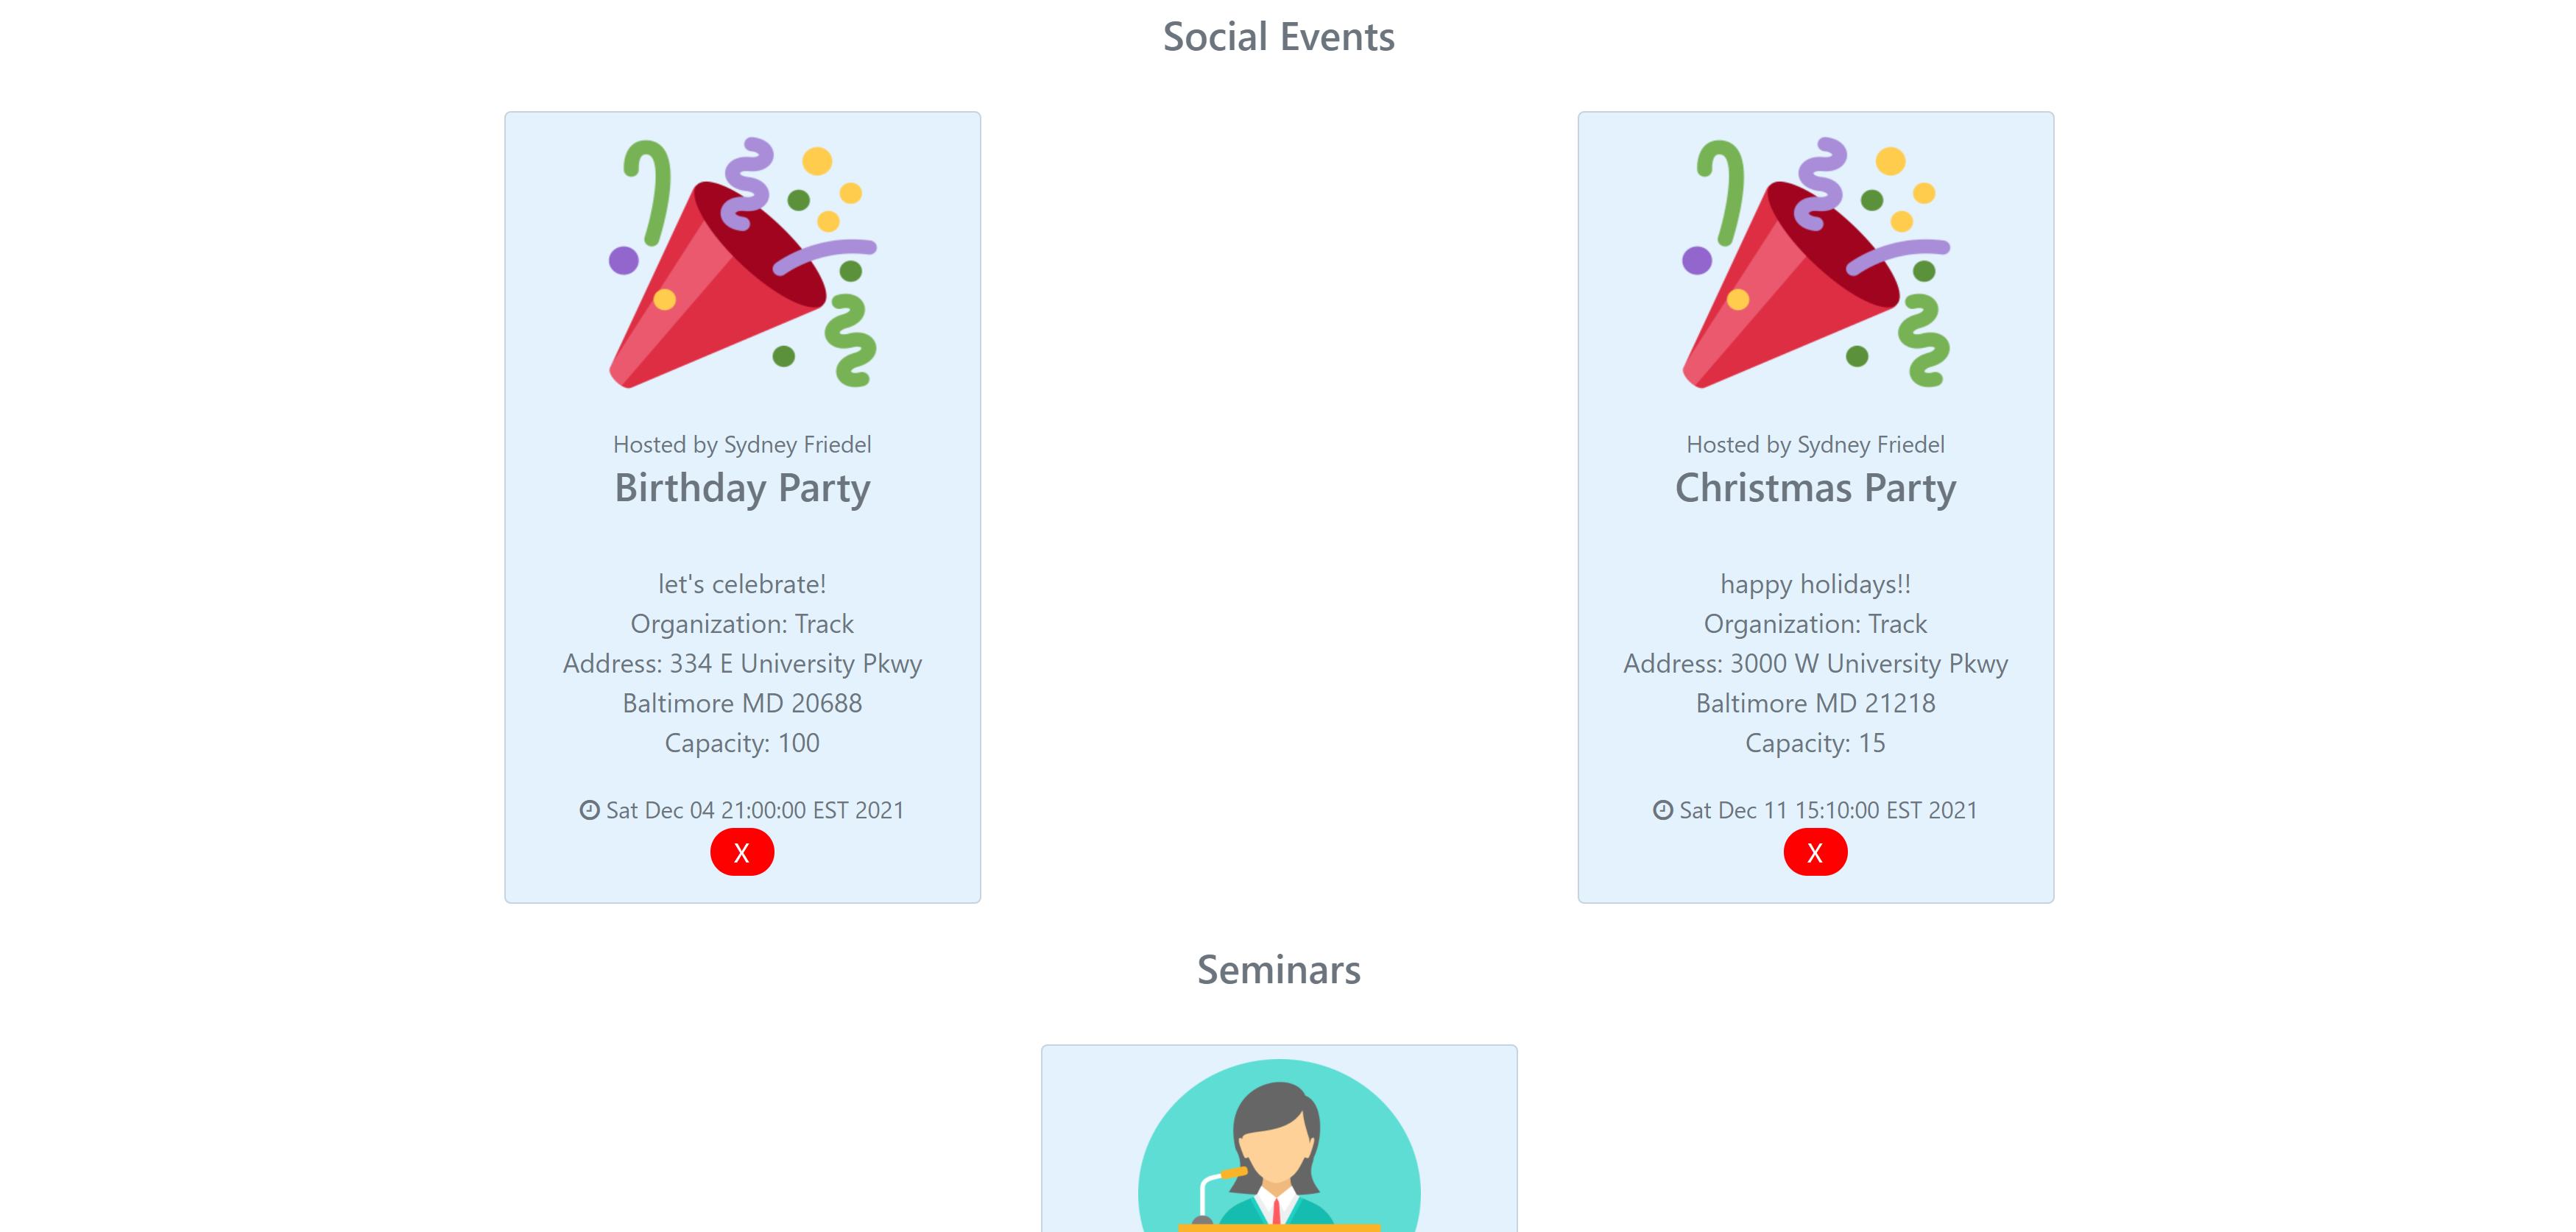 Social Events
Hosted by Sydney Friedel
Birthday Party
let's celebrate!
Organization: Track
Address: 334 E University Pkwy
Baltimore MD 20688
Capacity: 100
Sat Dec 04 21:00:00 EST 2021
X
Hosted by Sydney Friedel
Christmas Party
happy holidays!!
Organization: Track
Address: 3000 W University Pkwy
Baltimore MD 21218
Capacity: 15
Sat Dec 11 15:10:00 EST 2021
X
Seminars